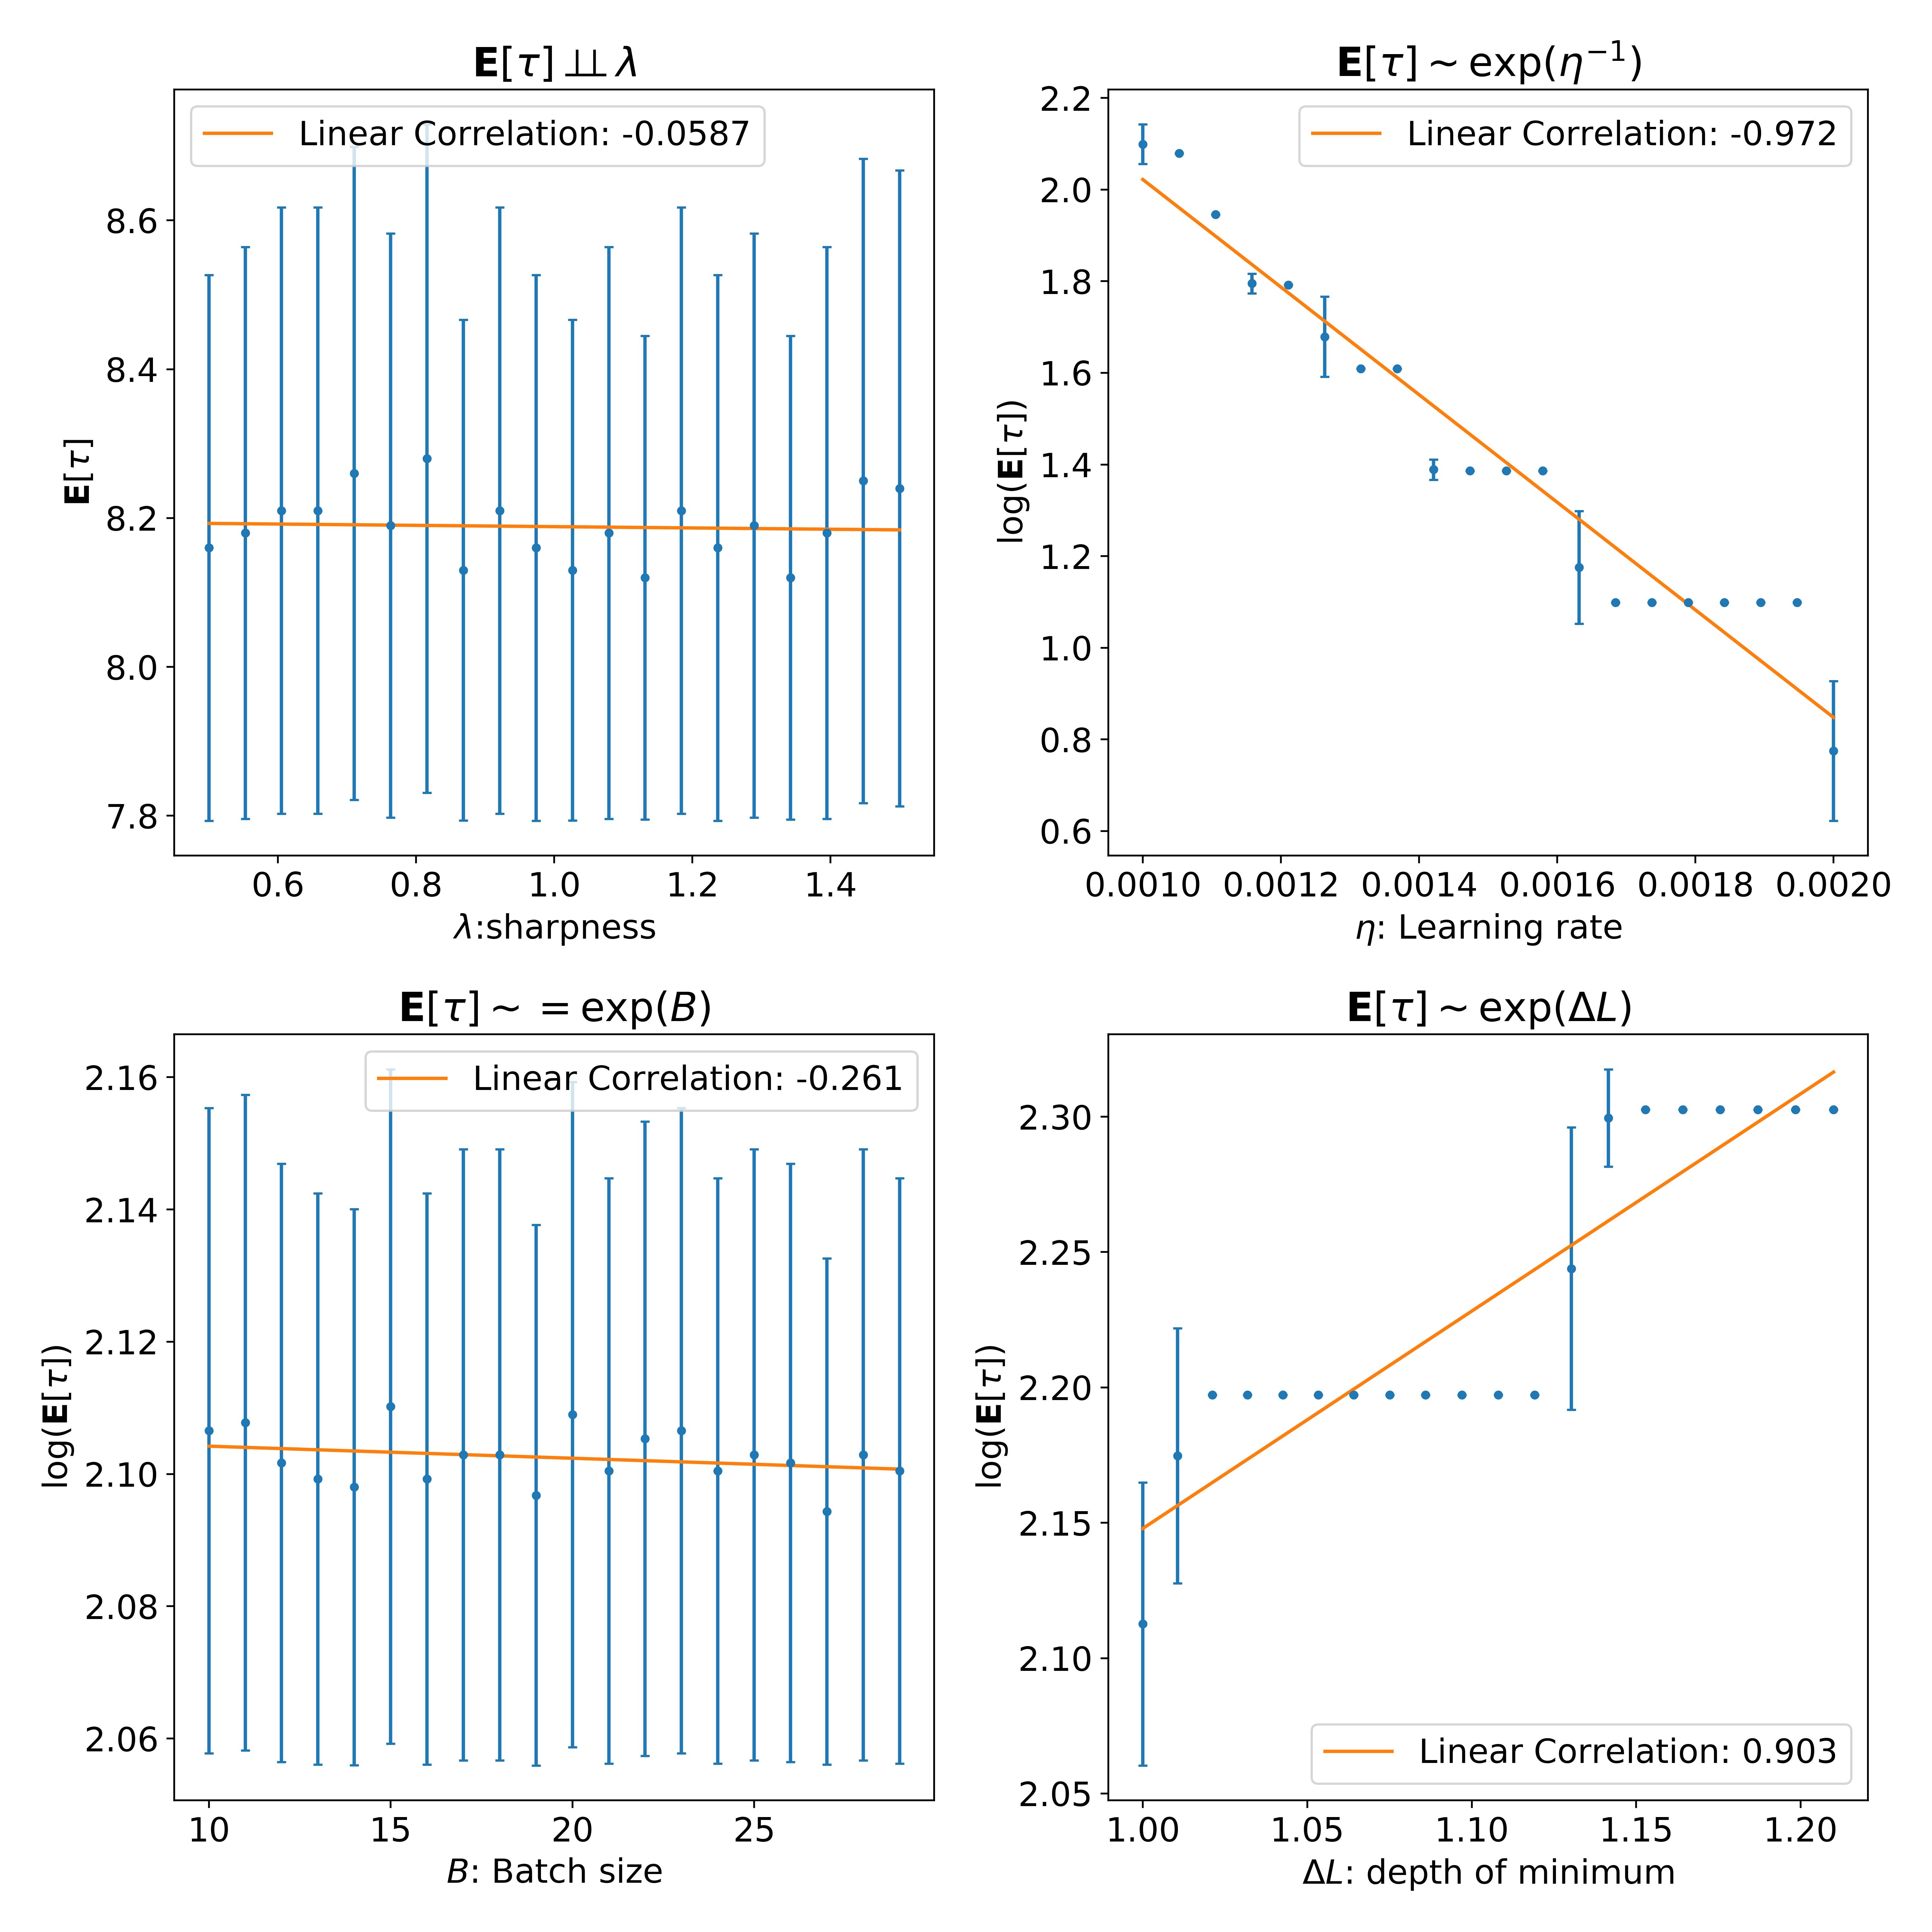 E[τ] ⊥⊥ λ
Linear Correlation: -0.0587
E[τ]
8.6
8.4
8.2
8.0
7.8
0.6 0.8 1.0 1.2 1.4
λ:sharpness
E[τ] ∼ exp(η⁻¹)
Linear Correlation: -0.972
log(E[τ])
2.2
2.0
1.8
1.6
1.4
1.2
1.0
0.8
0.6
0.0010 0.0012 0.0014 0.0016 0.0018 0.0020
η: Learning rate
E[τ] ∼ = exp(B)
Linear Correlation: -0.261
log(E[τ])
2.16
2.14
2.12
2.10
2.08
2.06
10 15 20 25
B: Batch size
E[τ] ∼ exp(ΔL)
Linear Correlation: 0.903
log(E[τ])
2.30
2.25
2.20
2.15
2.10
2.05
1.00 1.05 1.10 1.15 1.20
ΔL: depth of minimum